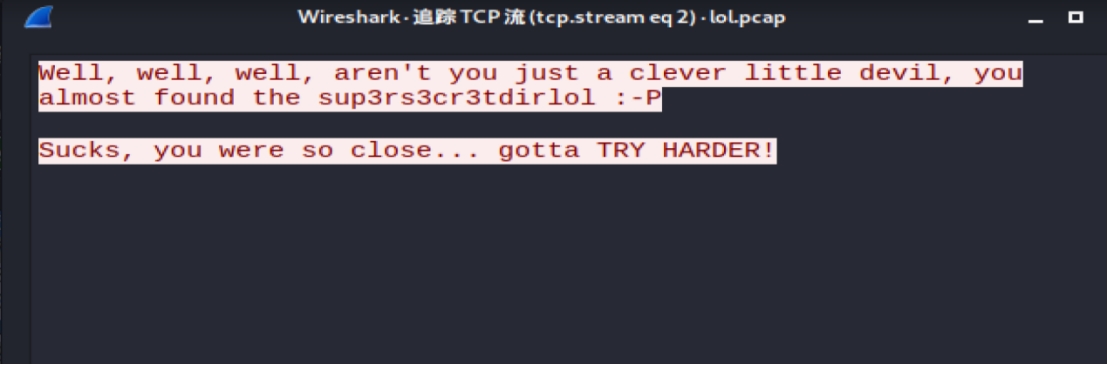 Wireshark · 追踪 TCP 流 (tcp.stream eq 2) · lol.pcap
Well, well, well, aren't you just a clever little devil, you
almost found the sup3rs3cr3tdirlol :-P
Sucks, you were so close... gotta TRY HARDER!